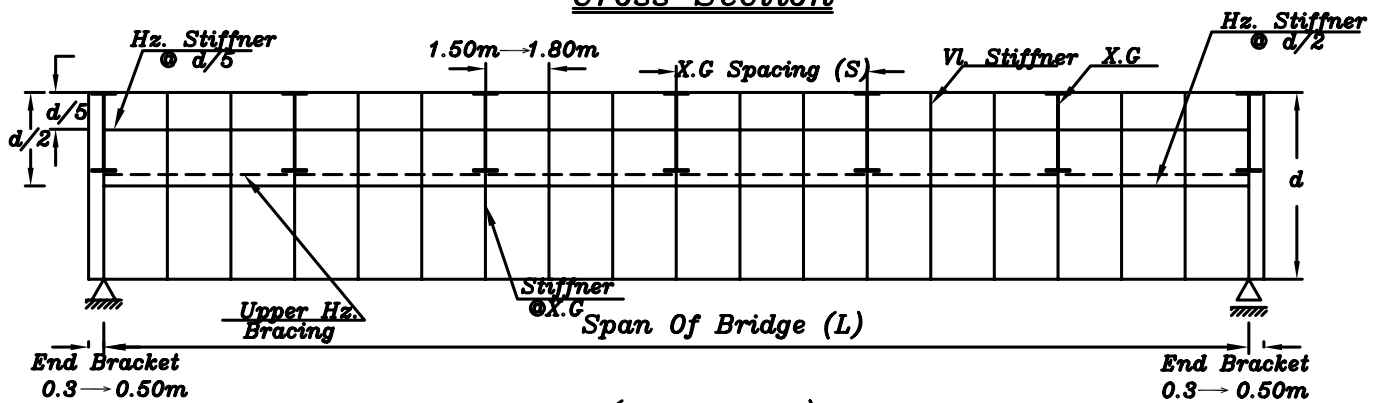 Cross Section
Hz. Stiffner
@ d/5
1.50m→1.80m
X.G Spacing (S)
Vl. Stiffner
X.G
Hz. Stiffner
@ d/2
d/5
d/2
d
Upper Hz.
Bracing
Stiffner
@X.G
Span Of Bridge (L)
End Bracket
0.3→0.50m
End Bracket
0.3→0.50m